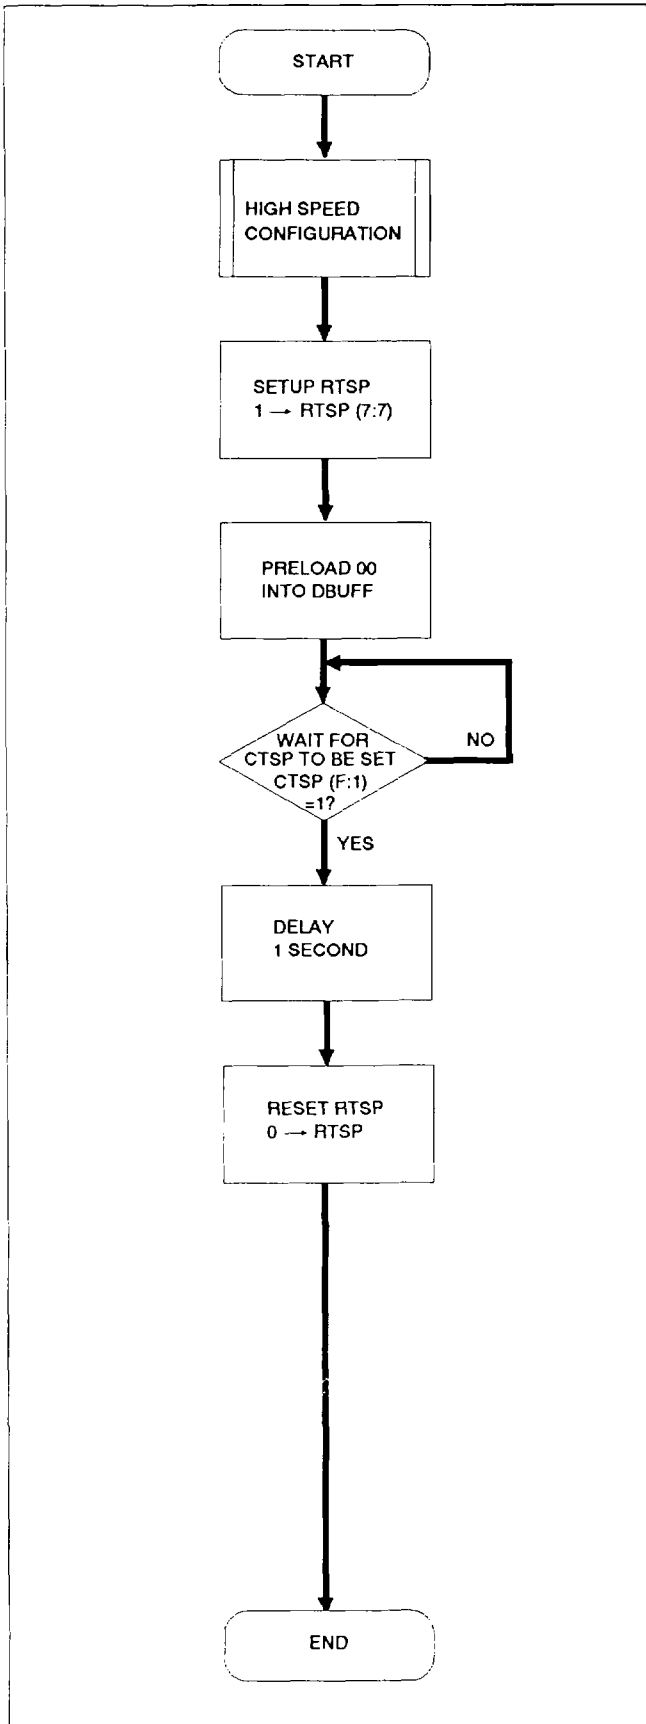 START
HIGH SPEED
CONFIGURATION
SETUP RTSP
1 → RTSP (7:7)
PRELOAD 00
INTO DBUFF
WAIT FOR
CTSP TO BE SET
CTSP (F:1)
=1?
NO
YES
DELAY
1 SECOND
RESET RTSP
0 → RTSP
END